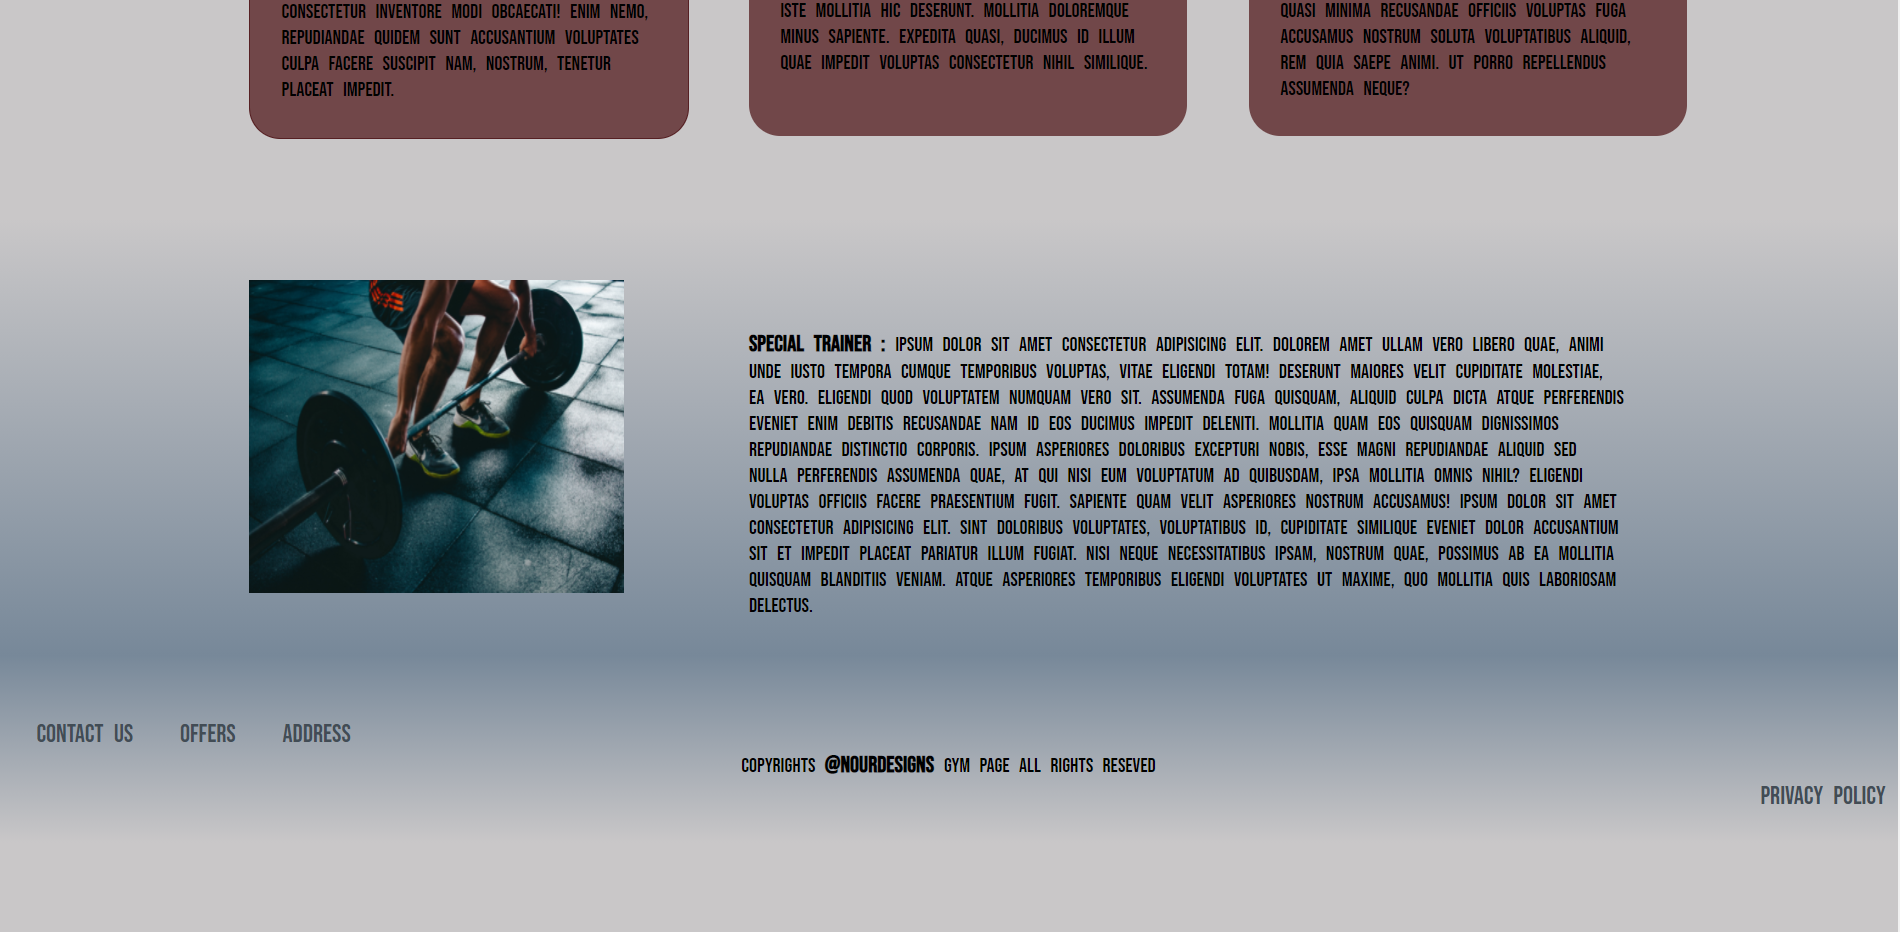 CONSECTETUR INVENTORE MODI OBCAECATI! ENIM NEMO,
REPUDIANDAE QUIDEM SUNT ACCUSANTIUM VOLUPTATES
CULPA FACERE SUSCIPIT NAM, NOSTRUM, TENETUR
PLACEAT IMPEDIT.
ISTE MOLLITIA HIC DESERUNT. MOLLITIA DOLOREMQUE
MINUS SAPIENTE. EXPEDITA QUASI, DUCIMUS ID ILLUM
QUAE IMPEDIT VOLUPTAS CONSECTETUR NIHIL SIMILIQUE.
QUASI MINIMA RECUSANDAE OFFICIIS VOLUPTAS FUGA
ACCUSAMUS NOSTRUM SOLUTA VOLUPTATIBUS ALIQUID,
REM QUIA SAEPE ANIMI. UT PORRO REPELLENDUS
ASSUMENDA NEQUE?
SPECIAL TRAINER : IPSUM DOLOR SIT AMET CONSECTETUR ADIPISICING ELIT. DOLOREM AMET ULLAM VERO LIBERO QUAE, ANIMI
UNDE IUSTO TEMPORA CUMQUE TEMPORIBUS VOLUPTAS, VITAE ELIGENDI TOTAM! DESERUNT MAIORES VELIT CUPIDITATE MOLESTIAE,
EA VERO. ELIGENDI QUOD VOLUPTATEM NUMQUAM VERO SIT. ASSUMENDA FUGA QUISQUAM, ALIQUID CULPA DICTA ATQUE PERFERENDIS
EVENIET ENIM DEBITIS RECUSANDAE NAM ID EOS DUCIMUS IMPEDIT DELENITI. MOLLITIA QUAM EOS QUISQUAM DIGNISSIMOS
REPUDIANDAE DISTINCTIO CORPORIS. IPSUM ASPERIORES DOLORIBUS EXCEPTURI NOBIS, ESSE MAGNI REPUDIANDAE ALIQUID SED
NULLA PERFERENDIS ASSUMENDA QUAE, AT QUI NISI EUM VOLUPTATUM AD QUIBUSDAM, IPSA MOLLITIA OMNIS NIHIL? ELIGENDI
VOLUPTAS OFFICIIS FACERE PRAESENTIUM FUGIT. SAPIENTE QUAM VELIT ASPERIORES NOSTRUM ACCUSAMUS! IPSUM DOLOR SIT AMET
CONSECTETUR ADIPISICING ELIT. SINT DOLORIBUS VOLUPTATES, VOLUPTATIBUS ID, CUPIDITATE SIMILIQUE EVENIET DOLOR ACCUSANTIUM
SIT ET IMPEDIT PLACEAT PARIATUR ILLUM FUGIAT. NISI NEQUE NECESSITATIBUS IPSAM, NOSTRUM QUAE, POSSIMUS AB EA MOLLITIA
QUISQUAM BLANDITIIS VENIAM. ATQUE ASPERIORES TEMPORIBUS ELIGENDI VOLUPTATES UT MAXIME, QUO MOLLITIA QUIS LABORIOSAM
DELECTUS.
CONTACT US OFFERS ADDRESS
COPYRIGHTS @NOURDESIGNS GYM PAGE ALL RIGHTS RESEVED
PRIVACY POLICY